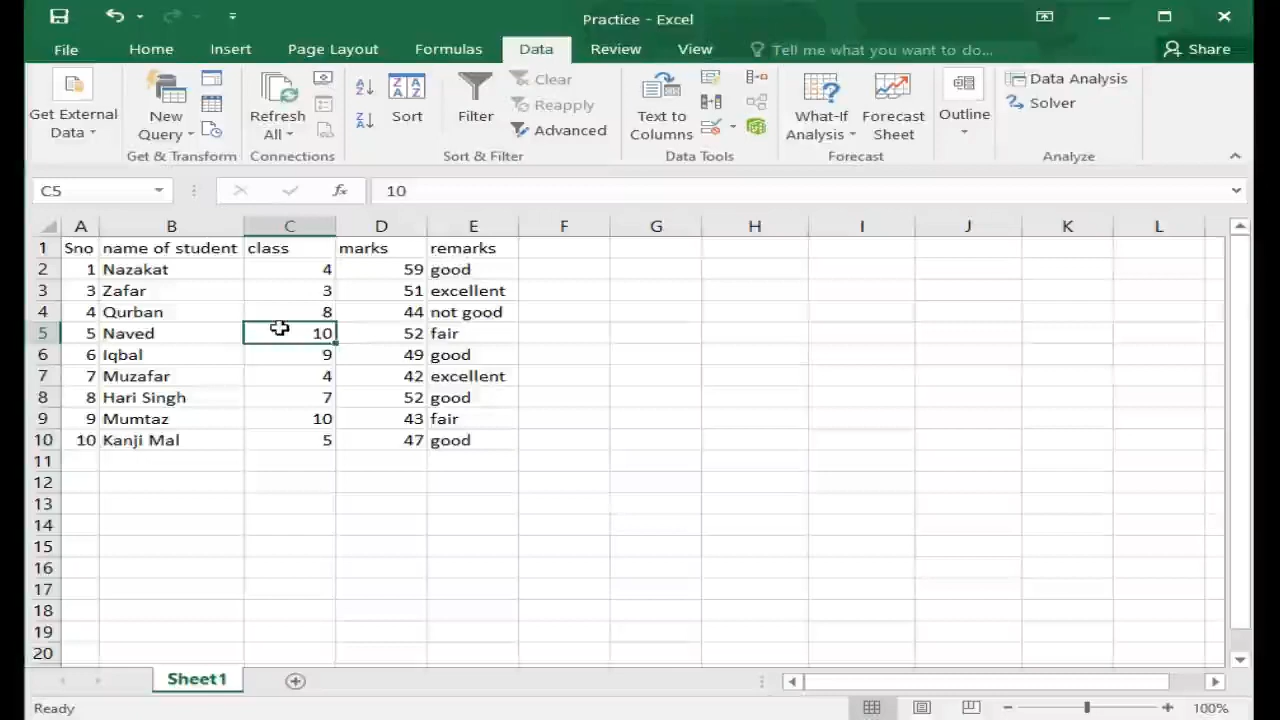 Practice - Excel
File Home Insert Page Layout Formulas Data Review View Tell me what you want to do... Share
Get External Data
New Query
Get & Transform
Refresh All
Connections
Sort
Filter
Clear
Reapply
Advanced
Sort & Filter
Text to Columns
Data Tools
What-If Analysis
Forecast Sheet
Forecast
Outline
Data Analysis
Solver
Analyze
C5 fx 10
A B C D E F G H I J K L
1 Sno name of student class marks remarks
2 1 Nazakat 4 59 good
3 3 Zafar 3 51 excellent
4 4 Qurban 8 44 not good
5 5 Naved 10 52 fair
6 6 Iqbal 9 49 good
7 7 Muzafar 4 42 excellent
8 8 Hari Singh 7 52 good
9 9 Mumtaz 10 43 fair
10 10 Kanji Mal 5 47 good
11
12
13
14
15
16
17
18
19
20
Sheet1
Ready 100%